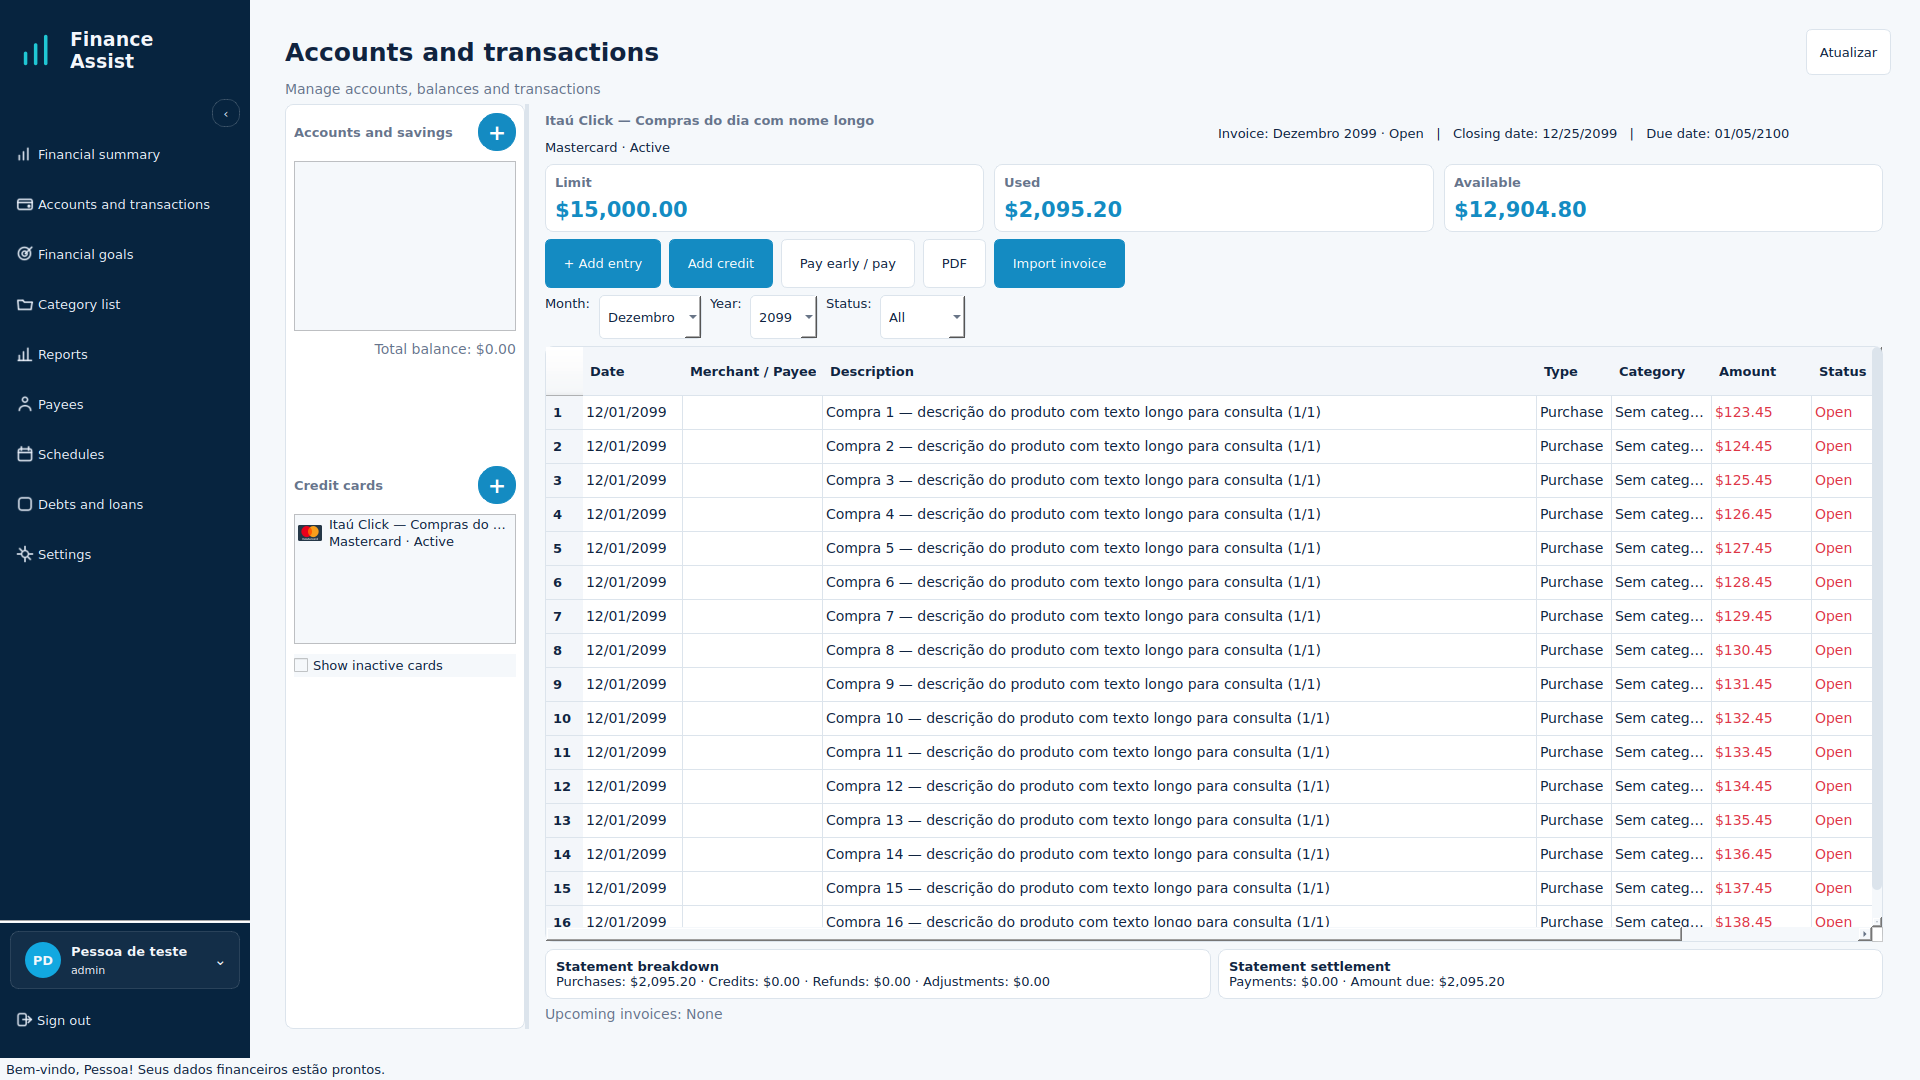 Finance
Assist
‹
Financial summary
Accounts and transactions
Financial goals
Category list
Reports
Payees
Schedules
Debts and loans
Settings
PD
Pessoa de teste
admin
Sign out
Bem-vindo, Pessoa! Seus dados financeiros estão prontos.
Accounts and transactions
Manage accounts, balances and transactions
Atualizar
Accounts and savings
+
Total balance: $0.00
Credit cards
+
Itaú Click — Compras do ...
Mastercard · Active
Show inactive cards
Itaú Click — Compras do dia com nome longo
Mastercard · Active
Invoice: Dezembro 2099 · Open | Closing date: 12/25/2099 | Due date: 01/05/2100
Limit
$15,000.00
Used
$2,095.20
Available
$12,904.80
+ Add entry
Add credit
Pay early / pay
PDF
Import invoice
Month: Dezembro Year: 2099 Status: All
Date Merchant / Payee Description Type Category Amount Status
1 12/01/2099 Compra 1 — descrição do produto com texto longo para consulta (1/1) Purchase Sem categ... $123.45 Open
2 12/01/2099 Compra 2 — descrição do produto com texto longo para consulta (1/1) Purchase Sem categ... $124.45 Open
3 12/01/2099 Compra 3 — descrição do produto com texto longo para consulta (1/1) Purchase Sem categ... $125.45 Open
4 12/01/2099 Compra 4 — descrição do produto com texto longo para consulta (1/1) Purchase Sem categ... $126.45 Open
5 12/01/2099 Compra 5 — descrição do produto com texto longo para consulta (1/1) Purchase Sem categ... $127.45 Open
6 12/01/2099 Compra 6 — descrição do produto com texto longo para consulta (1/1) Purchase Sem categ... $128.45 Open
7 12/01/2099 Compra 7 — descrição do produto com texto longo para consulta (1/1) Purchase Sem categ... $129.45 Open
8 12/01/2099 Compra 8 — descrição do produto com texto longo para consulta (1/1) Purchase Sem categ... $130.45 Open
9 12/01/2099 Compra 9 — descrição do produto com texto longo para consulta (1/1) Purchase Sem categ... $131.45 Open
10 12/01/2099 Compra 10 — descrição do produto com texto longo para consulta (1/1) Purchase Sem categ... $132.45 Open
11 12/01/2099 Compra 11 — descrição do produto com texto longo para consulta (1/1) Purchase Sem categ... $133.45 Open
12 12/01/2099 Compra 12 — descrição do produto com texto longo para consulta (1/1) Purchase Sem categ... $134.45 Open
13 12/01/2099 Compra 13 — descrição do produto com texto longo para consulta (1/1) Purchase Sem categ... $135.45 Open
14 12/01/2099 Compra 14 — descrição do produto com texto longo para consulta (1/1) Purchase Sem categ... $136.45 Open
15 12/01/2099 Compra 15 — descrição do produto com texto longo para consulta (1/1) Purchase Sem categ... $137.45 Open
16 12/01/2099 Compra 16 — descrição do produto com texto longo para consulta (1/1) Purchase Sem categ... $138.45 Open
Statement breakdown
Purchases: $2,095.20 · Credits: $0.00 · Refunds: $0.00 · Adjustments: $0.00
Statement settlement
Payments: $0.00 · Amount due: $2,095.20
Upcoming invoices: None